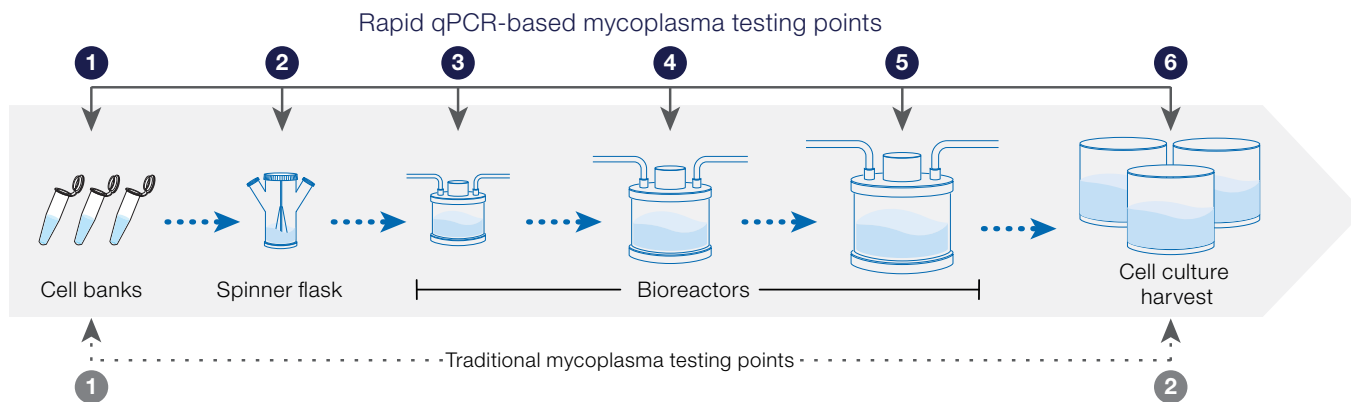 Rapid qPCR-based mycoplasma testing points
1 2 3 4 5 6
Cell banks
Spinner flask
Bioreactors
Cell culture
harvest
Traditional mycoplasma testing points
1 2